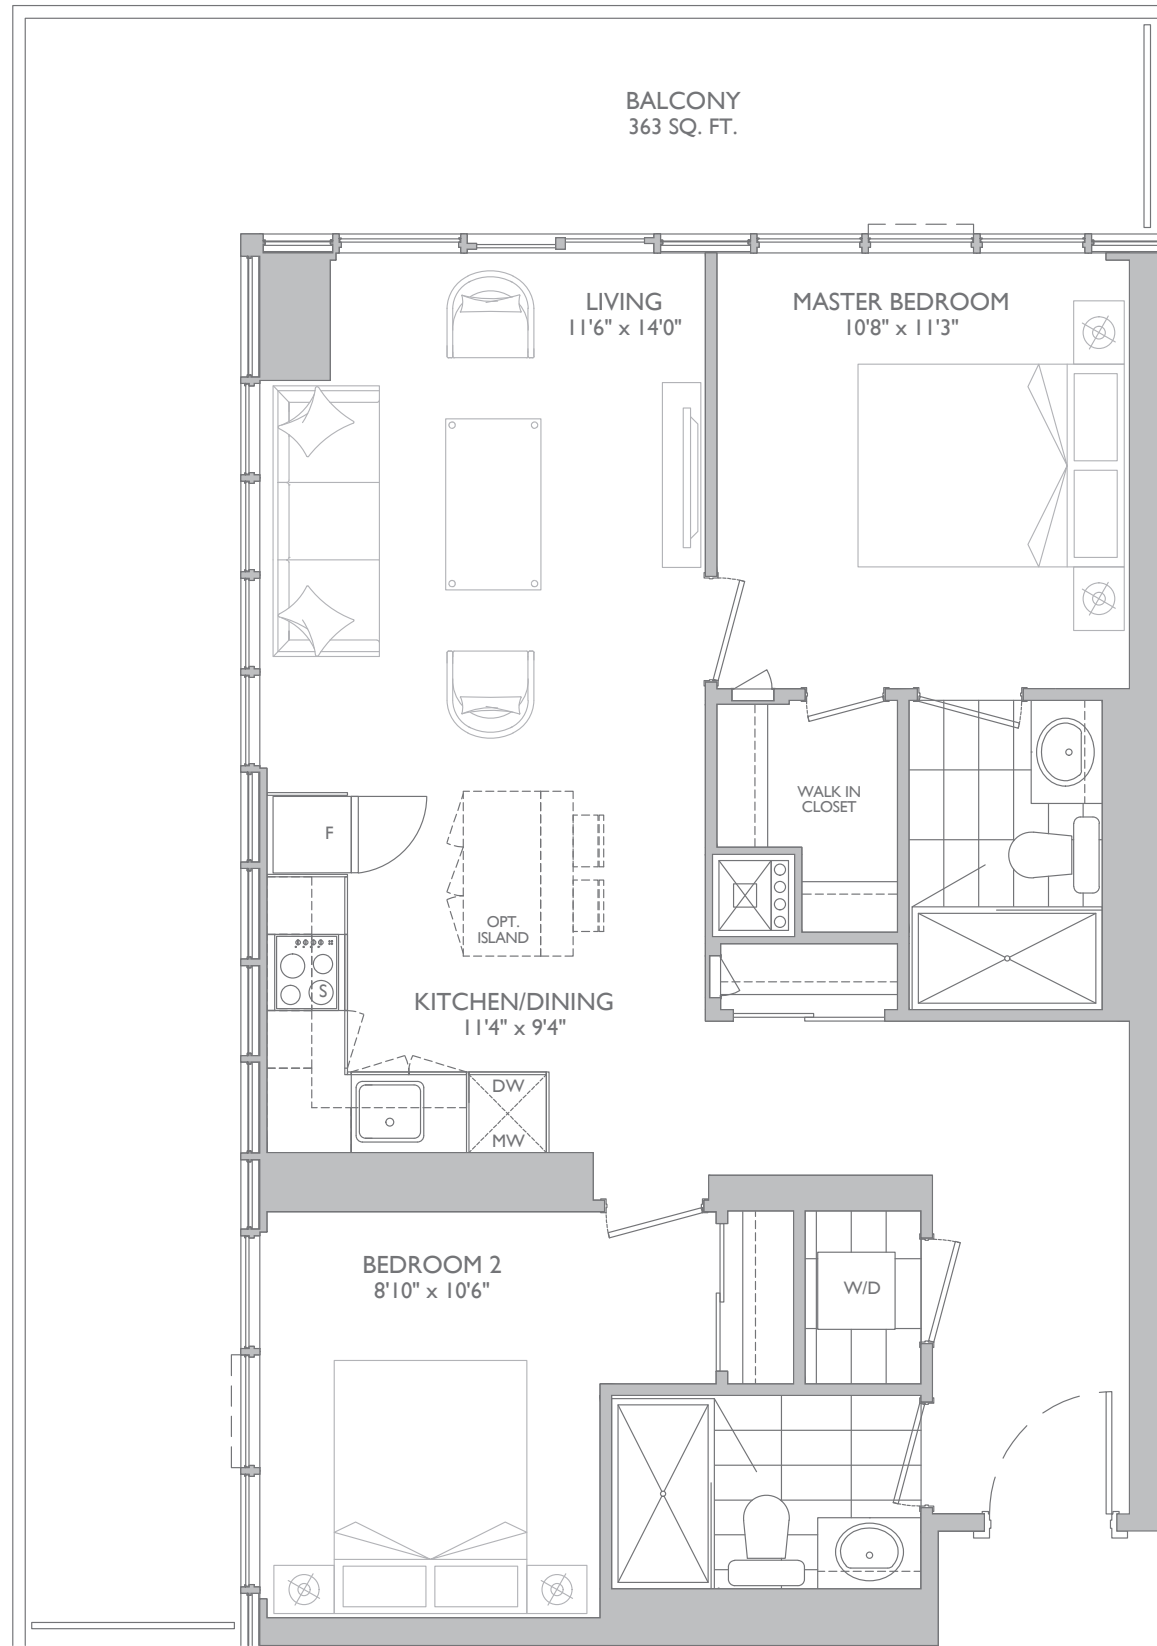 BALCONY
363 SQ. FT.
LIVING
11'6" x 14'0"
MASTER BEDROOM
10'8" x 11'3"
WALK IN
CLOSET
F
OPT.
ISLAND
S
KITCHEN/DINING
11'4" x 9'4"
DW
MW
BEDROOM 2
8'10" x 10'6"
W/D